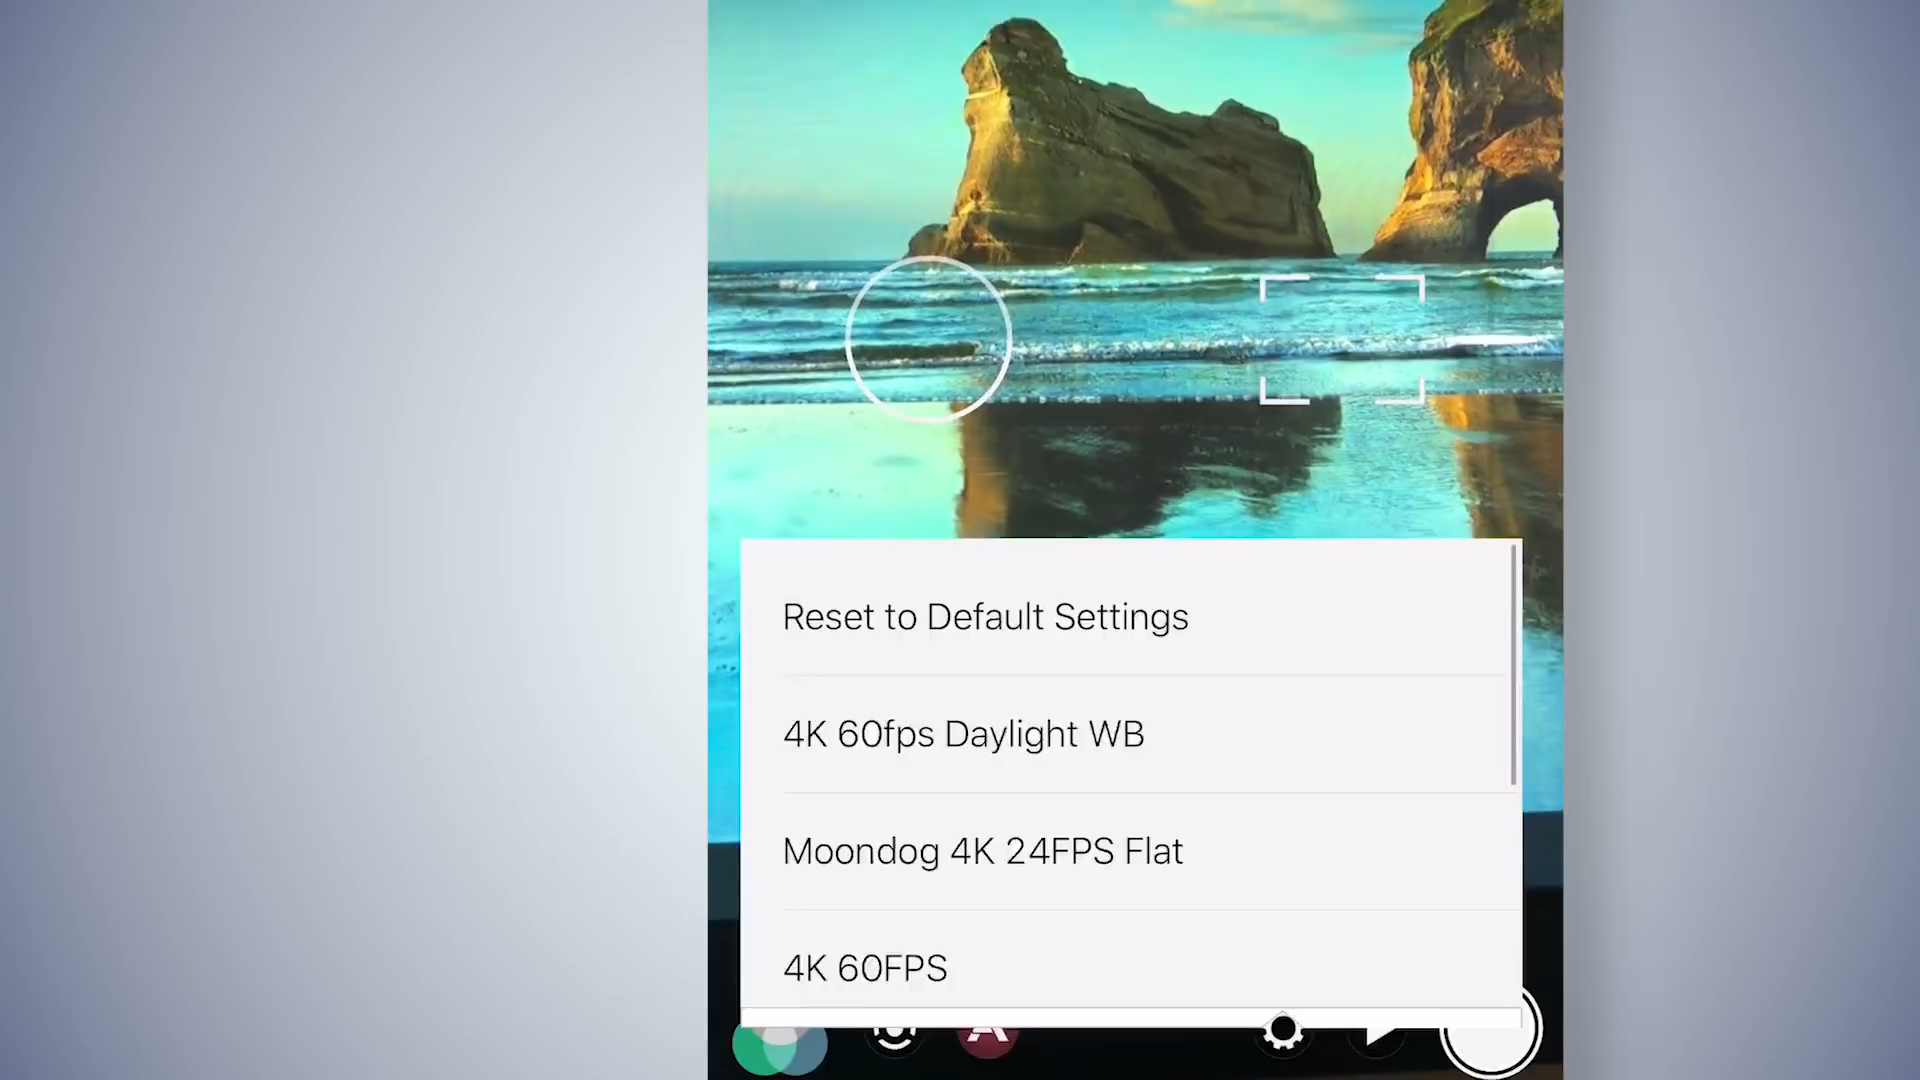 Reset to Default Settings
4K 60fps Daylight WB
Moondog 4K 24FPS Flat
4K 60FPS